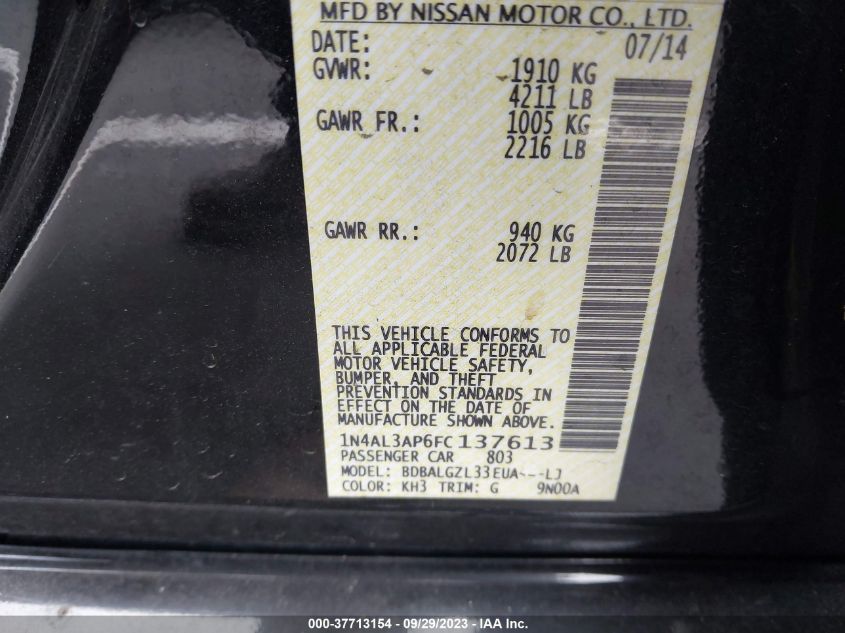 MFD BY NISSAN MOTOR CO., LTD.
DATE: 07/14
GVWR: 1910 KG
4211 LB
GAWR FR.: 1005 KG
2216 LB
GAWR RR.: 940 KG
2072 LB
THIS VEHICLE CONFORMS TO
ALL APPLICABLE FEDERAL
MOTOR VEHICLE SAFETY,
BUMPER, AND THEFT
PREVENTION STANDARDS IN
EFFECT ON THE DATE OF
MANUFACTURE SHOWN ABOVE.
1N4AL3AP6FC137613
PASSENGER CAR 803
MODEL: BDBALGZL33EUA---LJ
COLOR: KH3 TRIM: G 9N00A
000-37713154 - 09/29/2023 - © IAA Inc.